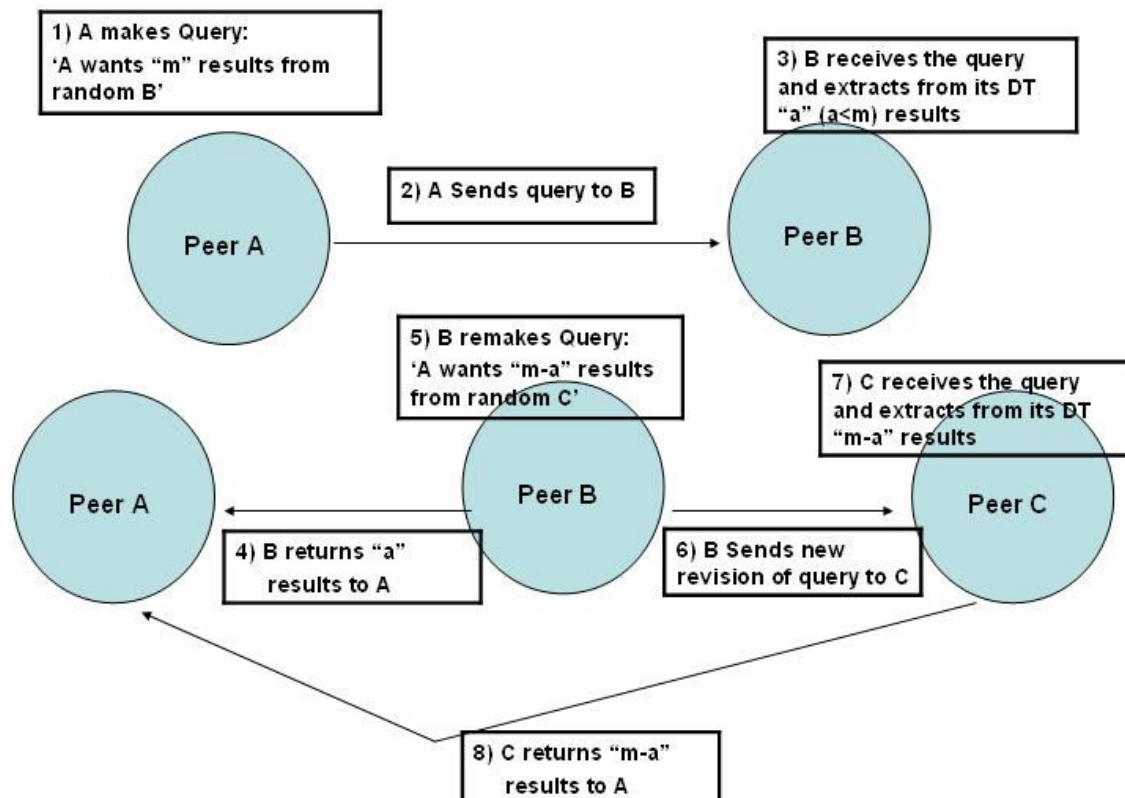 1) A makes Query:
‘A wants “m” results from
random B’
3) B receives the query
and extracts from its DT
“a” (a<m) results
2) A Sends query to B
Peer A
Peer B
5) B remakes Query:
‘A wants “m-a” results
from random C’
7) C receives the query
and extracts from its DT
“m-a” results
Peer A
Peer B
Peer C
4) B returns “a”
results to A
6) B Sends new
revision of query to C
8) C returns “m-a”
results to A